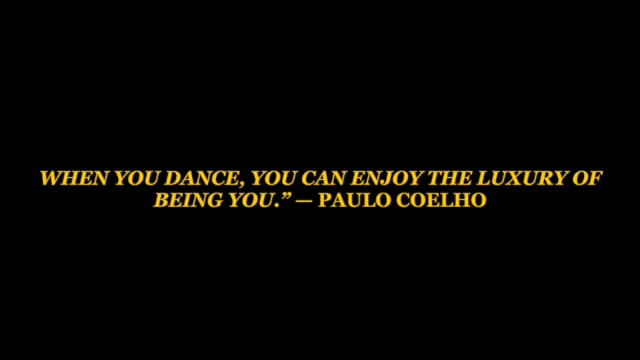 WHEN YOU DANCE, YOU CAN ENJOY THE LUXURY OF
BEING YOU.” — PAULO COELHO